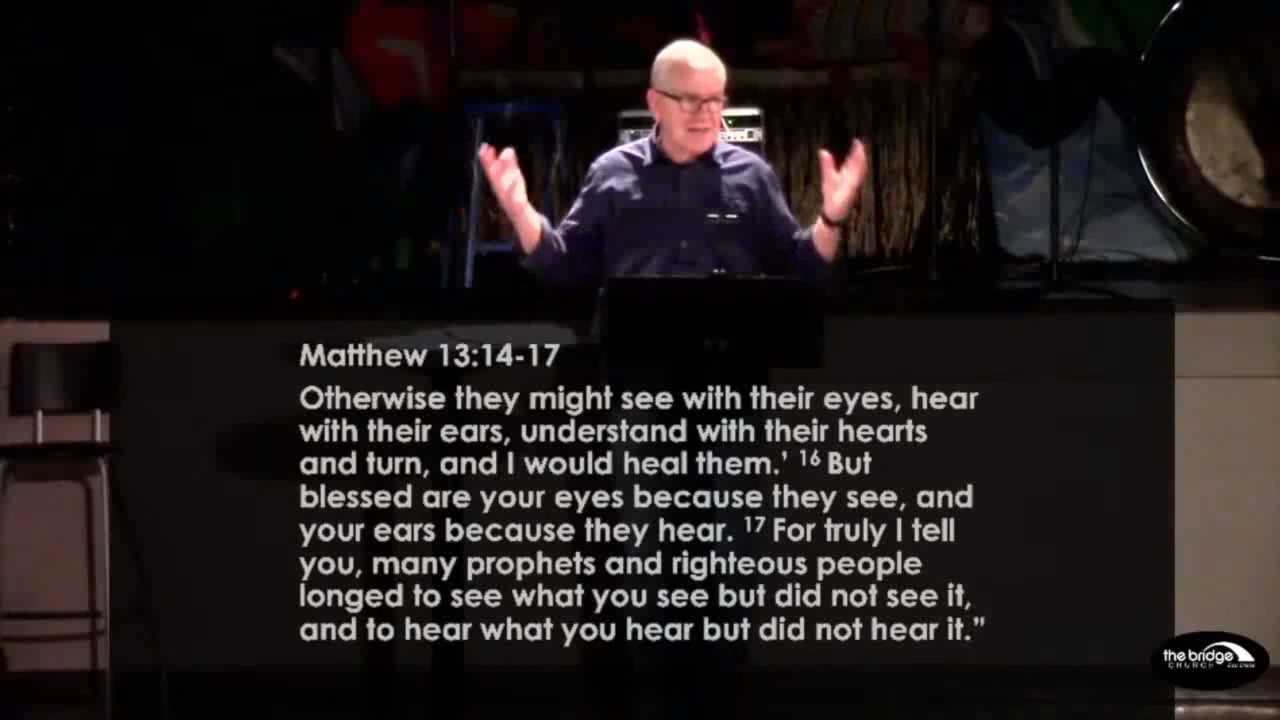 Matthew 13:14-17
Otherwise they might see with their eyes, hear
with their ears, understand with their hearts
and turn, and I would heal them.’ 16 But
blessed are your eyes because they see, and
your ears because they hear. 17 For truly I tell
you, many prophets and righteous people
longed to see what you see but did not see it,
and to hear what you hear but did not hear it.”
the bridge
CHURCH